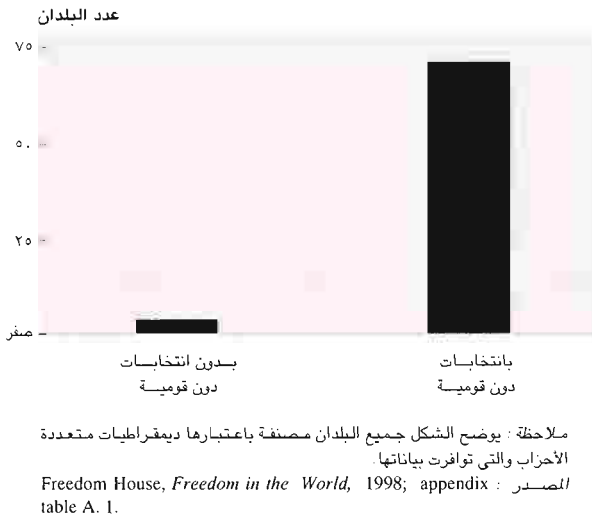 عدد البلدان
٧٥
٥٠
٢٥
صفر
بدون انتخابات
دون قومية
بانتخابات
دون قومية
ملاحظة : يوضح الشكل جميع البلدان مصنفة باعتبارها ديمقراطيات متعددة
الأحزاب والتى توافرت بياناتها.
المصدر : Freedom House, Freedom in the World, 1998; appendix
table A. 1.